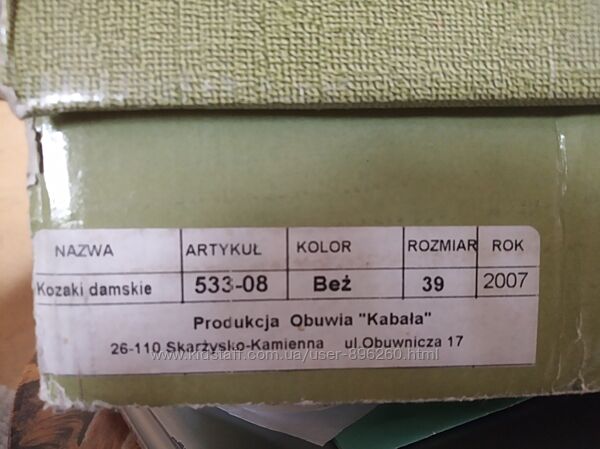 NAZWA ARTYKUŁ KOLOR ROZMIAR ROK
Kozaki damskie 533-08 Beż 39 2007
Produkcja Obuwia "Kabała"
26-110 Skarżysko-Kamienna ul.Obuwnicza 17
www.kidstaff.com.ua/user-896260.html